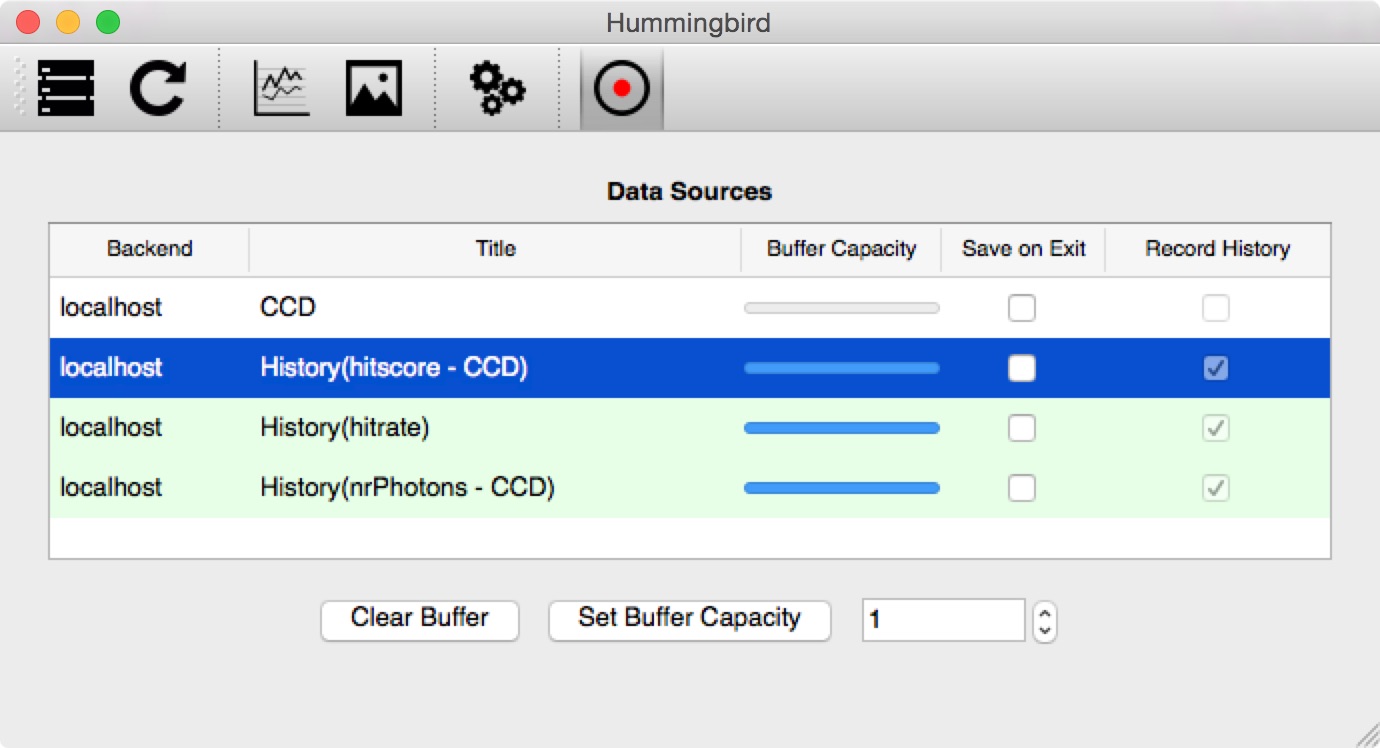 Hummingbird
Data Sources
Backend Title Buffer Capacity Save on Exit Record History
localhost CCD
localhost History(hitscore - CCD)
localhost History(hitrate)
localhost History(nrPhotons - CCD)
Clear Buffer Set Buffer Capacity 1